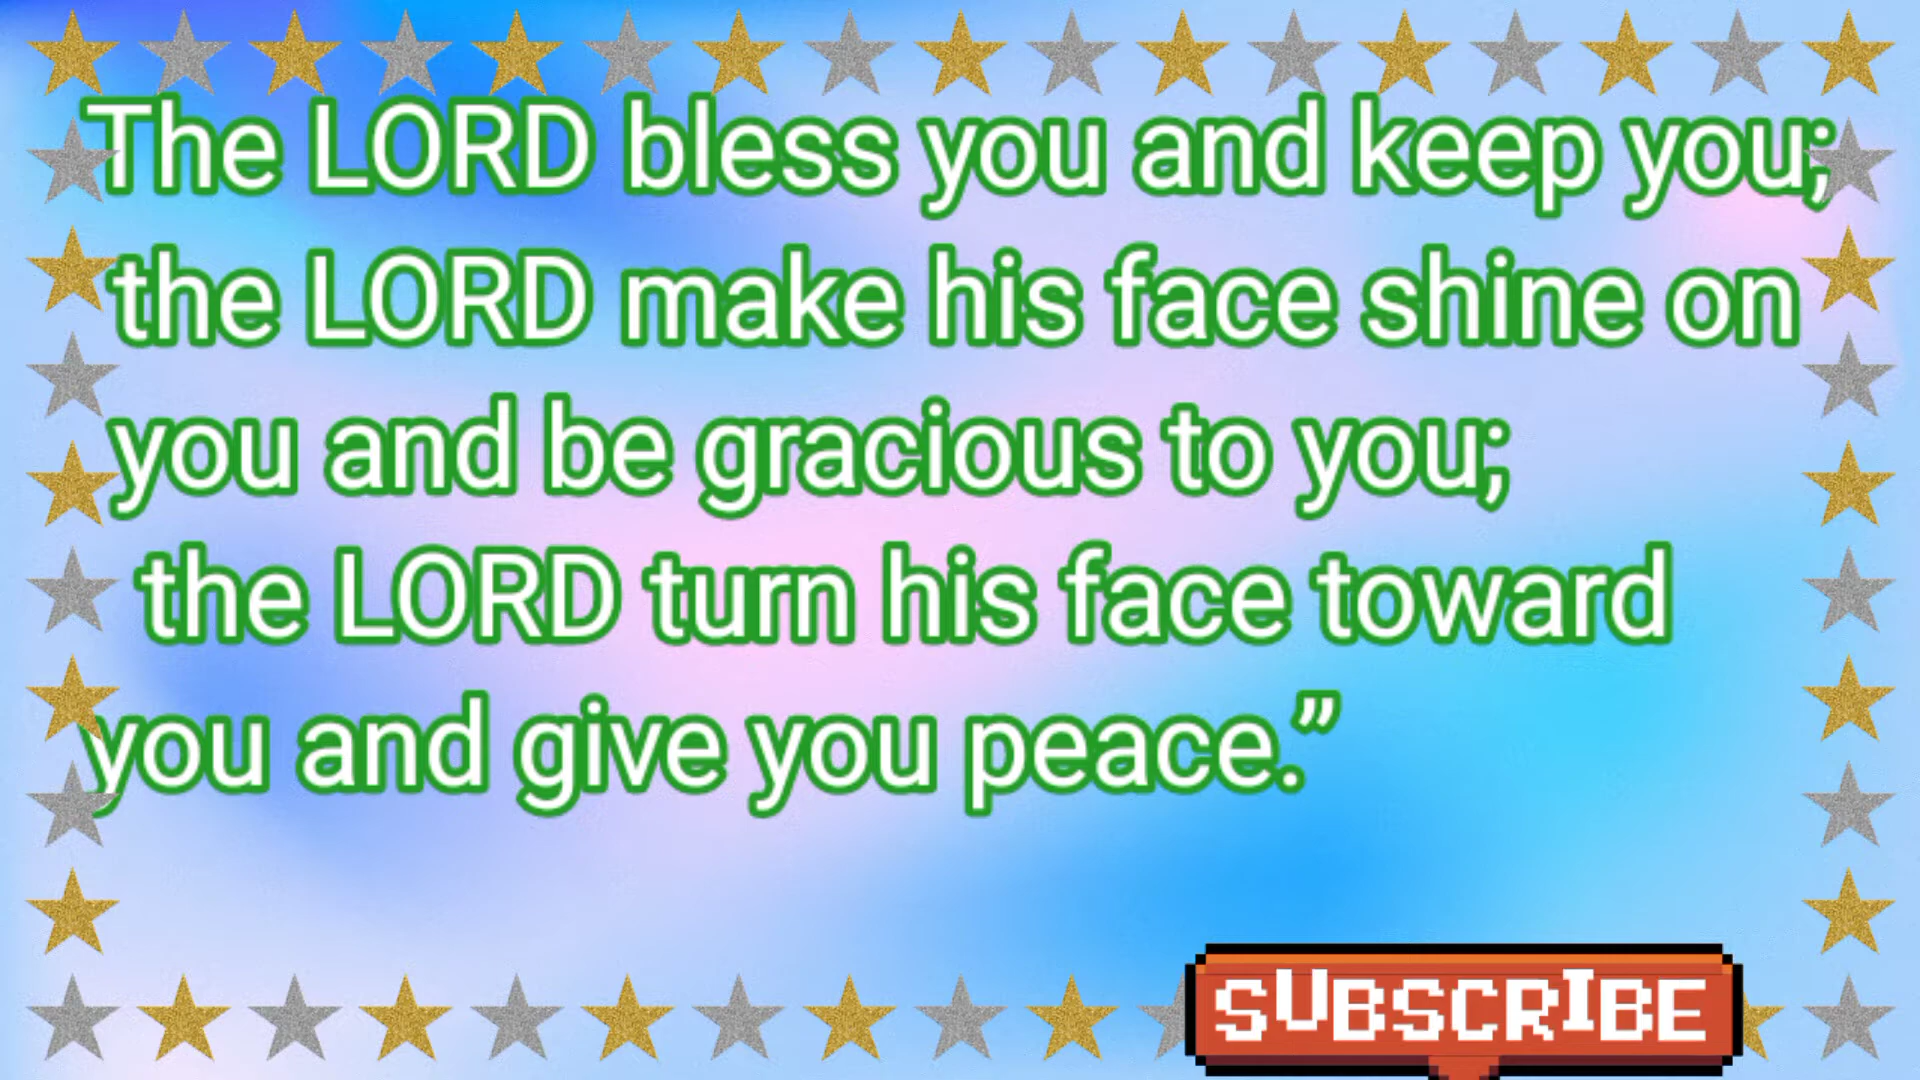 The LORD bless you and keep you;
the LORD make his face shine on
you and be gracious to you;
the LORD turn his face toward
you and give you peace.”
SUBSCRIBE